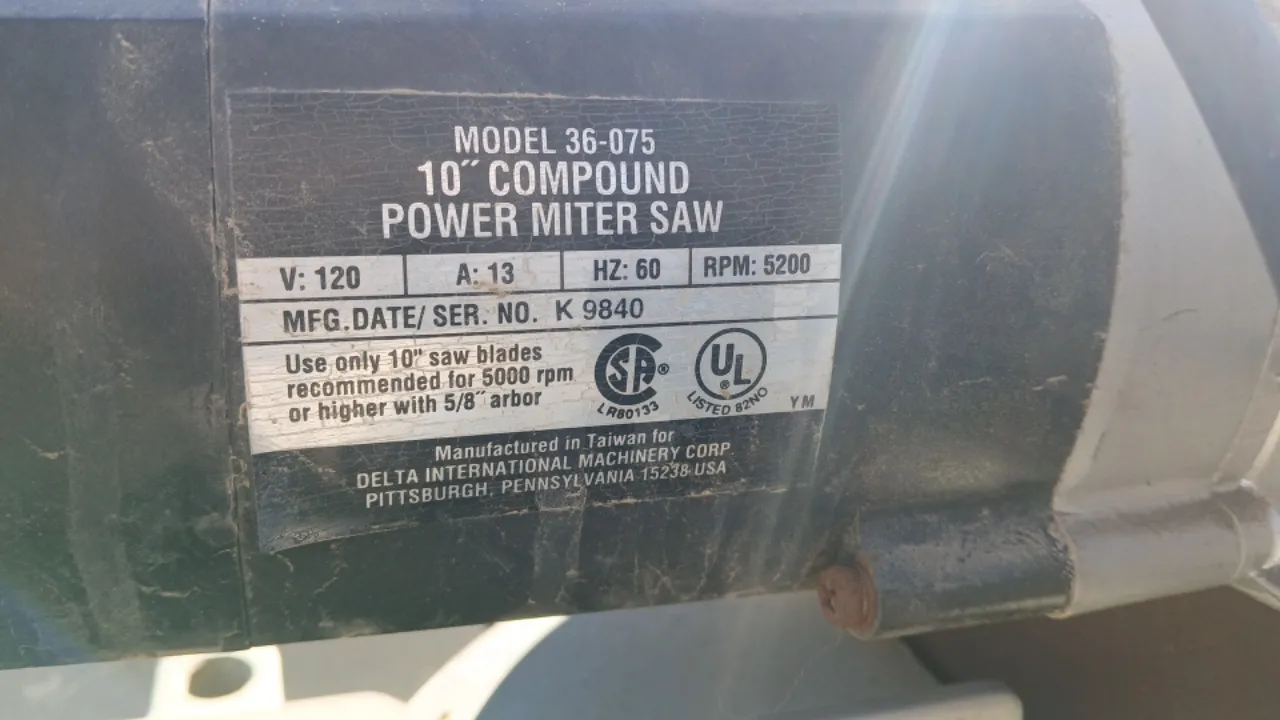 MODEL 36-075
10˝ COMPOUND
POWER MITER SAW
V: 120 A: 13 HZ: 60 RPM: 5200
MFG.DATE/ SER. NO. K 9840
Use only 10" saw blades
recommended for 5000 rpm
or higher with 5/8˝ arbor
SA ®
LR80133
UL ®
LISTED 82NO
YM
Manufactured in Taiwan for
DELTA INTERNATIONAL MACHINERY CORP.
PITTSBURGH, PENNSYLVANIA 15238-USA